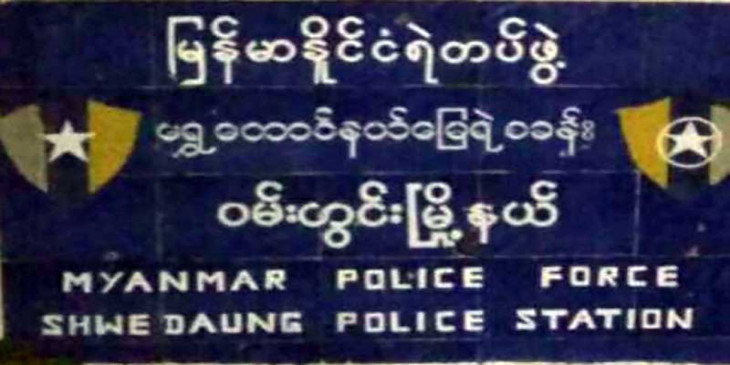 မြန်မာနိုင်ငံရဲတပ်ဖွဲ့
ရွှေတောင်နယ်မြေရဲစခန်း
ဝမ်းတွင်းမြို့နယ်
MYANMAR POLICE FORCE
SHWE DAUNG POLICE STATION